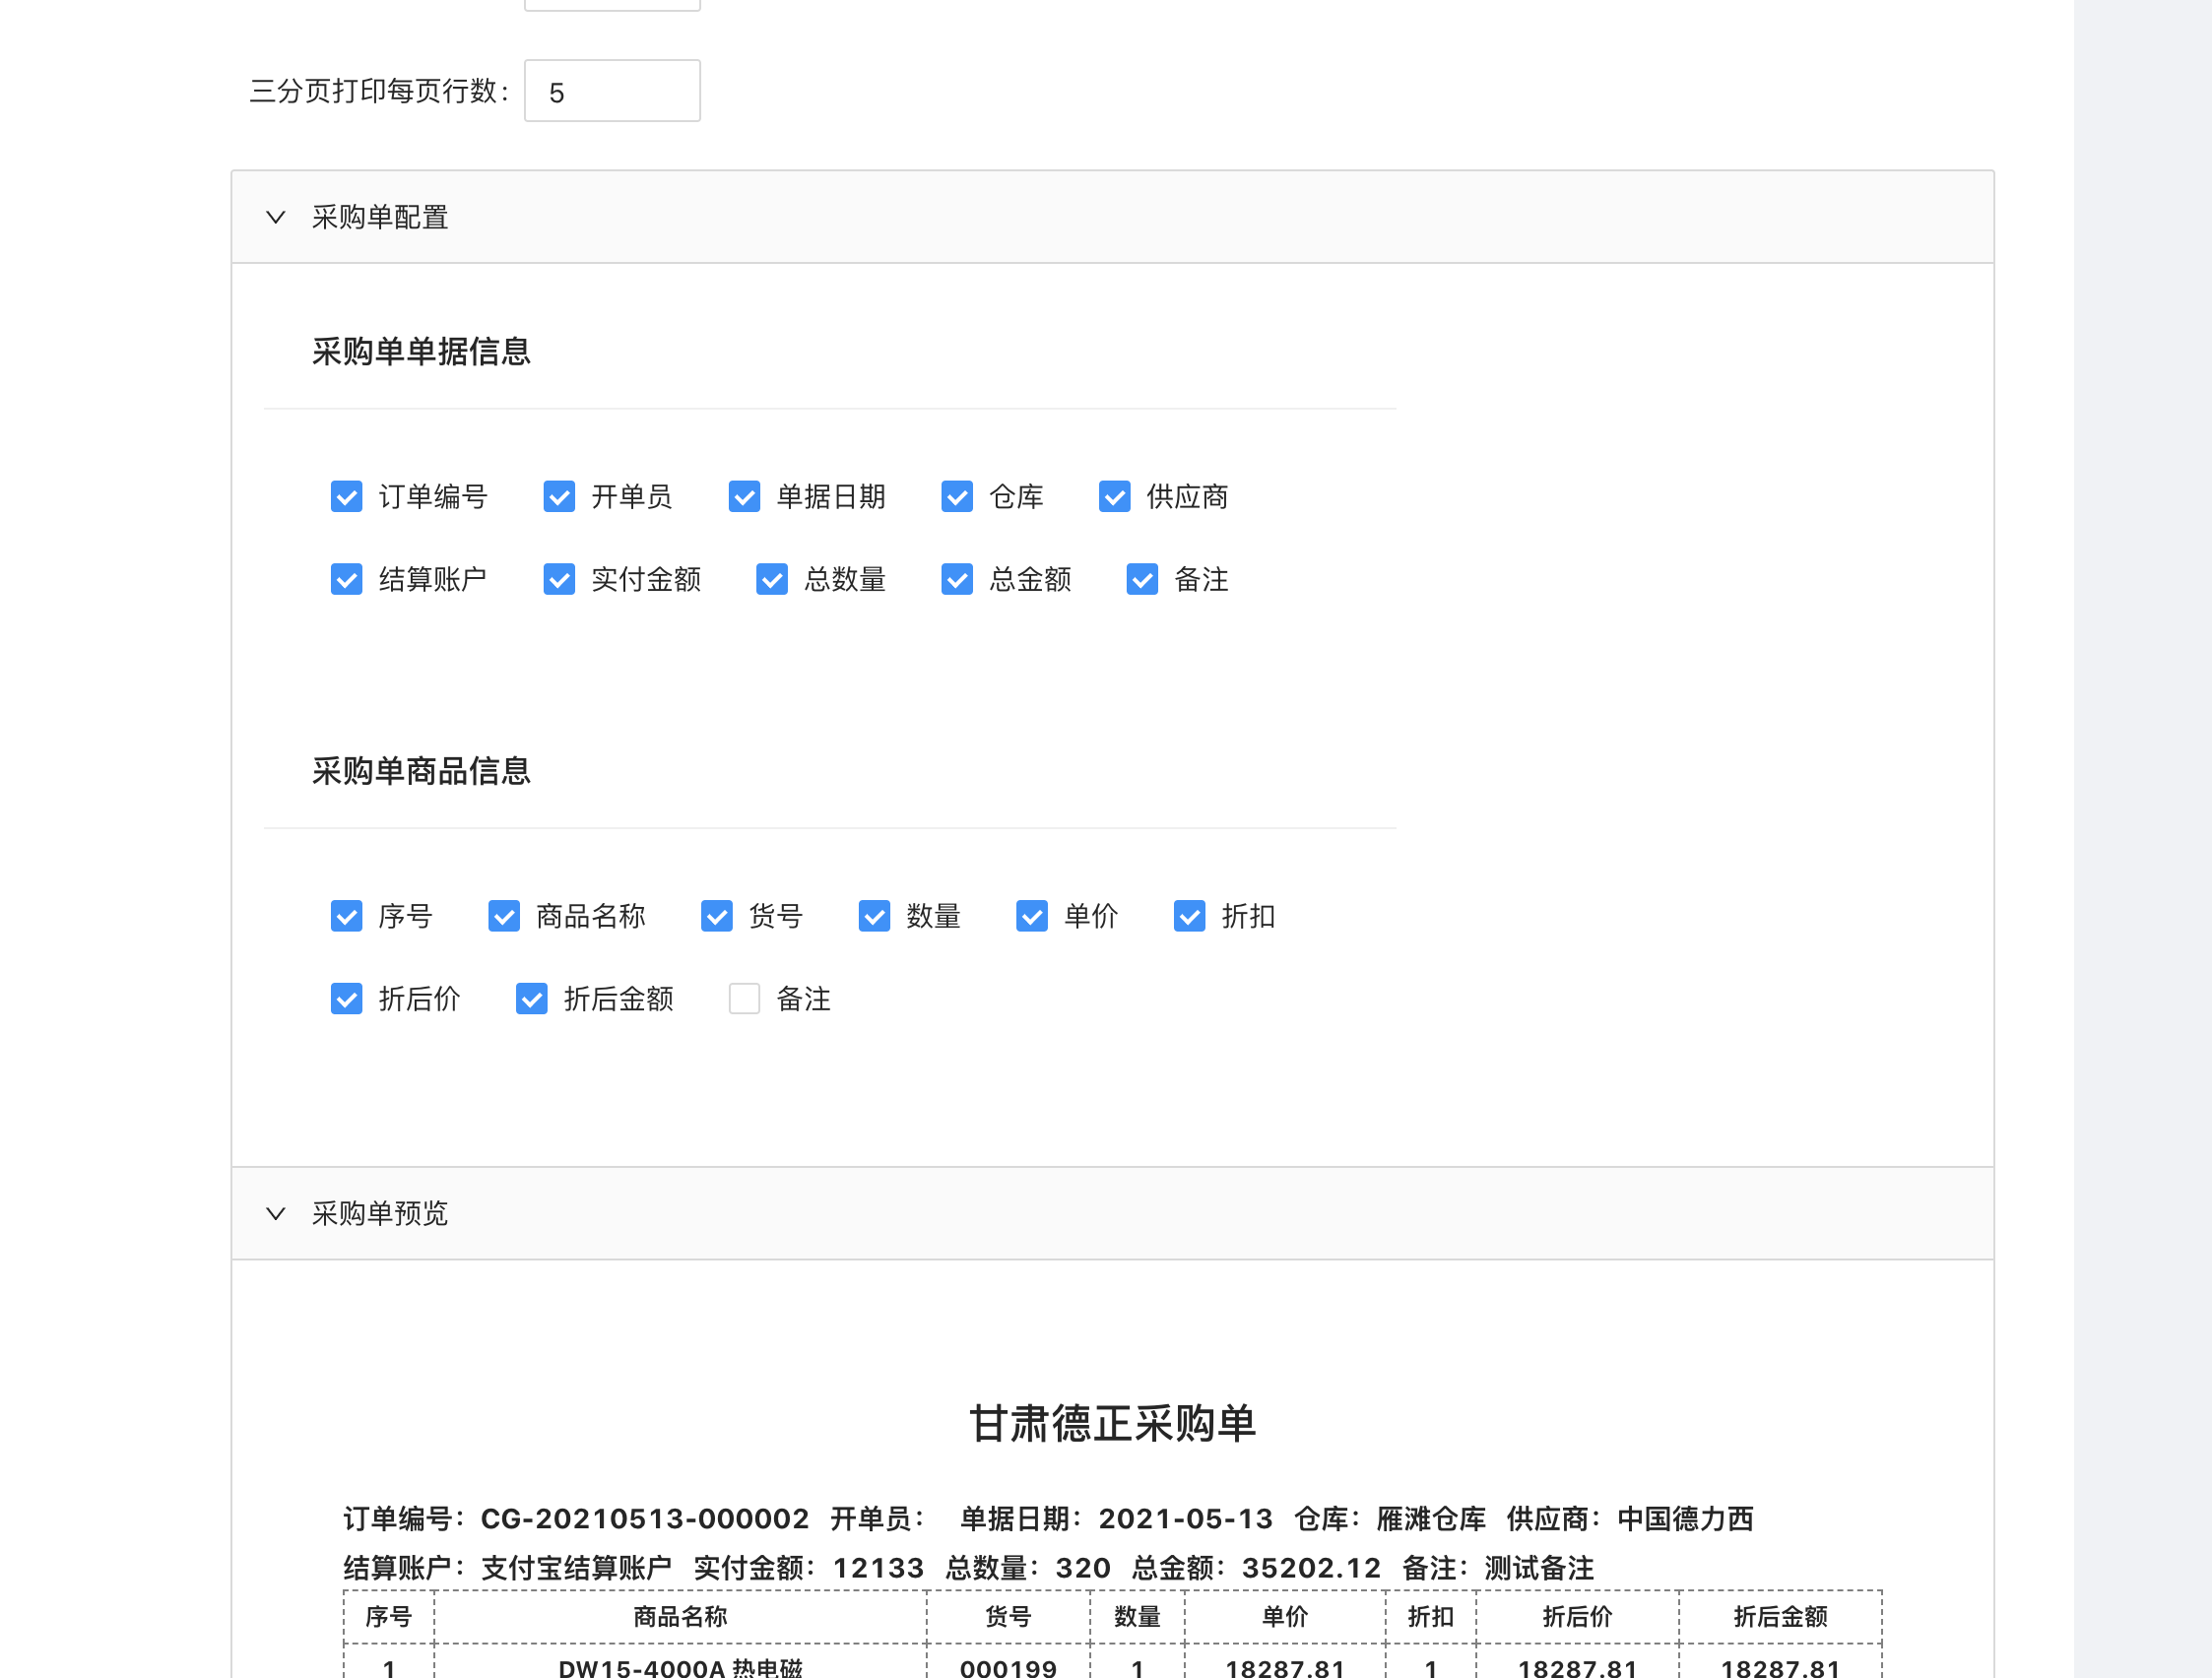 三分页打印每页行数： 5
采购单配置
采购单单据信息
订单编号 开单员 单据日期 仓库 供应商
结算账户 实付金额 总数量 总金额 备注
采购单商品信息
序号 商品名称 货号 数量 单价 折扣
折后价 折后金额 备注
采购单预览
甘肃德正采购单
订单编号：CG-20210513-000002 开单员： 单据日期：2021-05-13 仓库：雁滩仓库 供应商：中国德力西
结算账户：支付宝结算账户 实付金额：12133 总数量：320 总金额：35202.12 备注：测试备注
序号 商品名称 货号 数量 单价 折扣 折后价 折后金额
1 DW15-4000A 热电磁 000199 1 18287.81 1 18287.81 18287.81